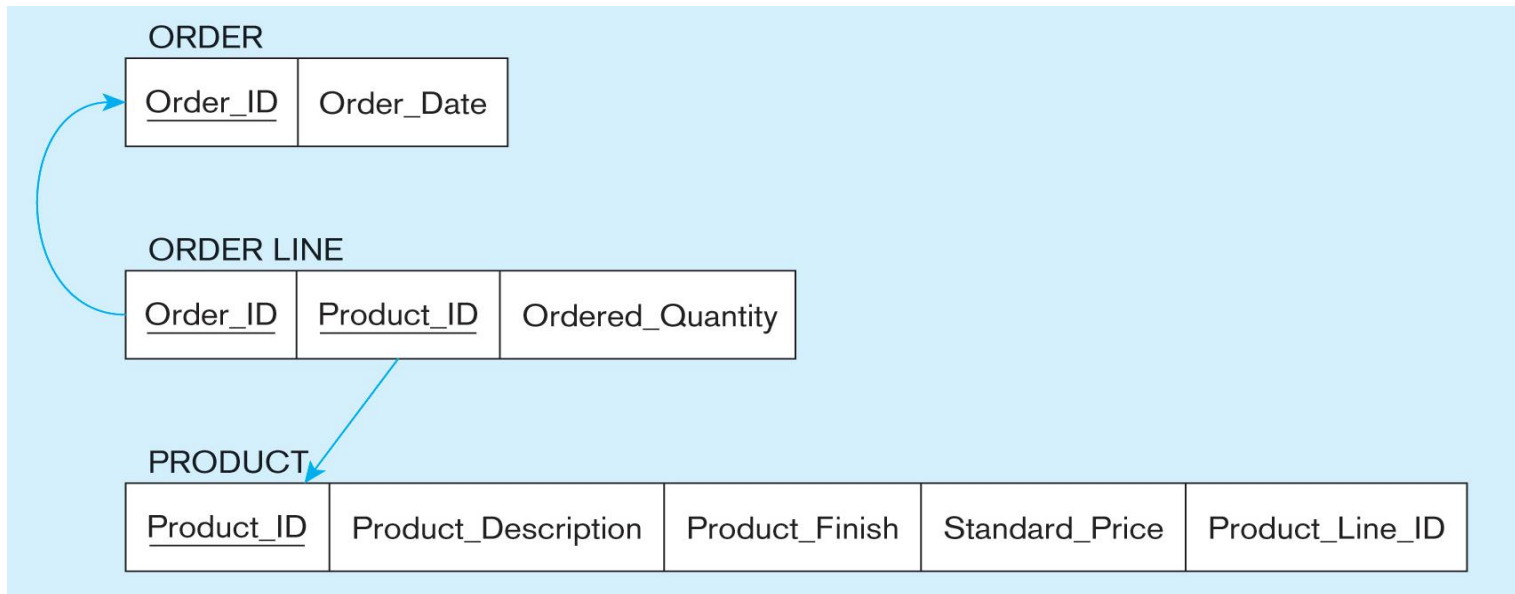 ORDER
Order_ID Order_Date
ORDER LINE
Order_ID Product_ID Ordered_Quantity
PRODUCT
Product_ID Product_Description Product_Finish Standard_Price Product_Line_ID